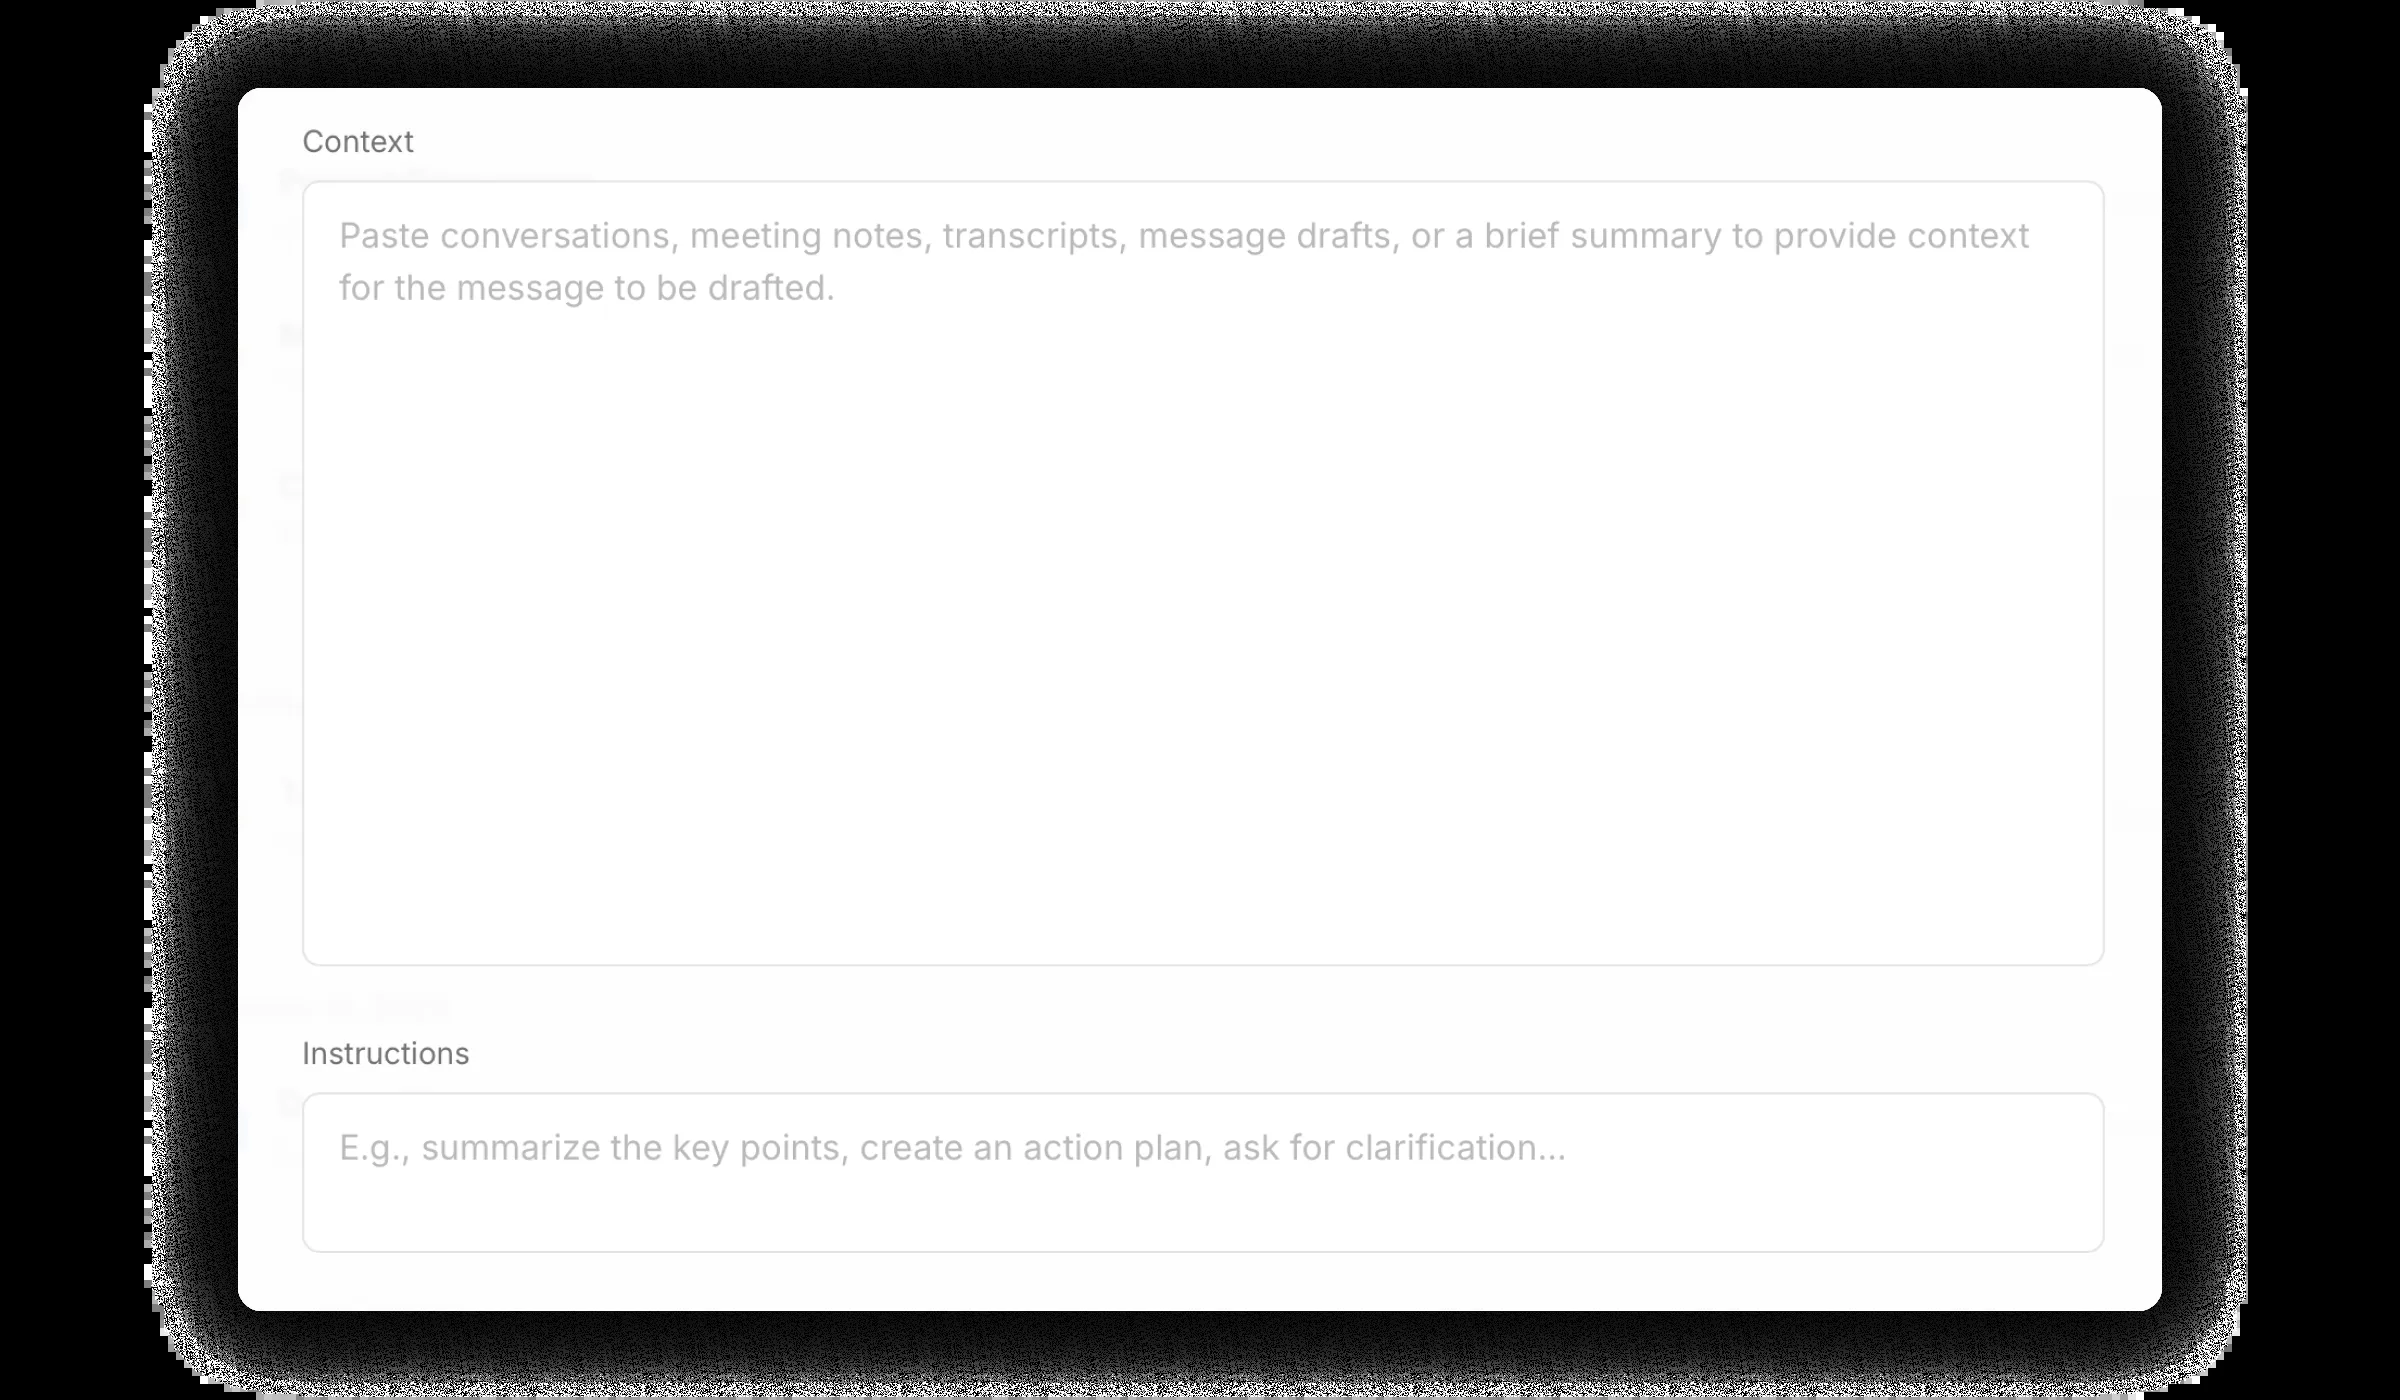 Context
Paste conversations, meeting notes, transcripts, message drafts, or a brief summary to provide context
for the message to be drafted.
Instructions
E.g., summarize the key points, create an action plan, ask for clarification...